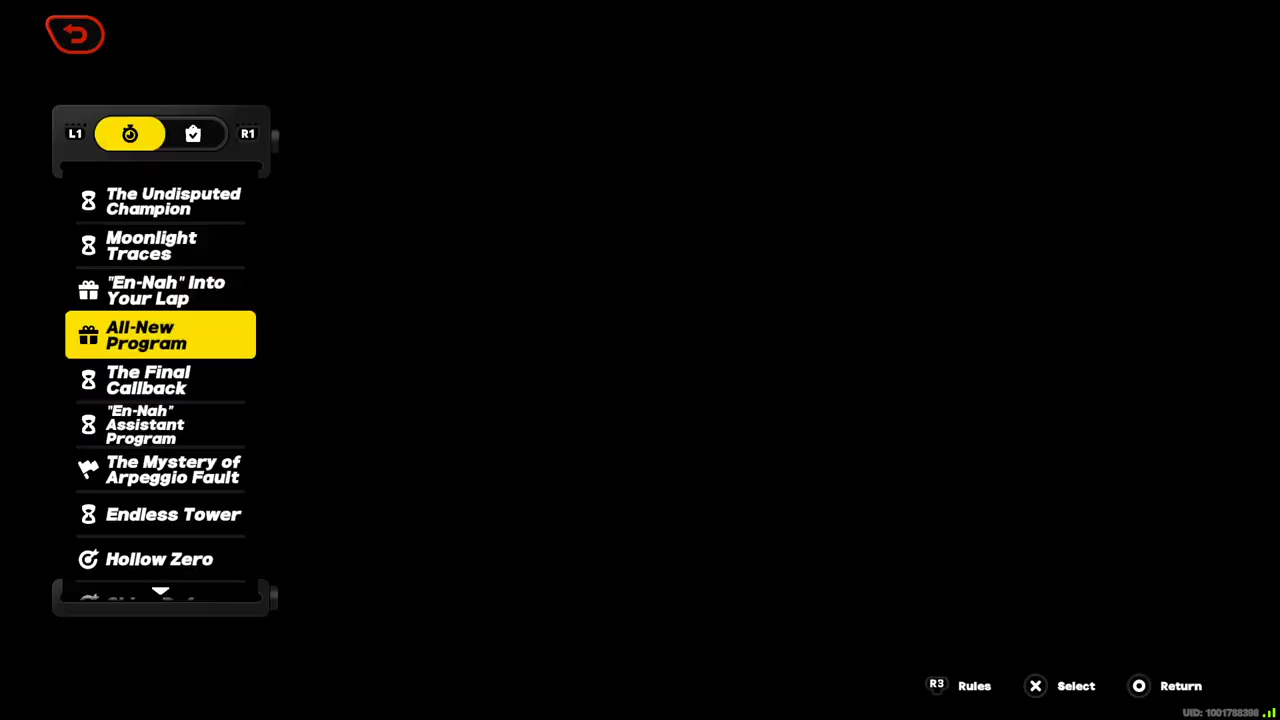 L1
R1
The Undisputed
Champion
Moonlight
Traces
"En-Nah" Into
Your Lap
All-New
Program
The Final
Callback
"En-Nah"
Assistant
Program
The Mystery of
Arpeggio Fault
Endless Tower
Hollow Zero
R3 Rules
Select
Return
UID: 1001788398